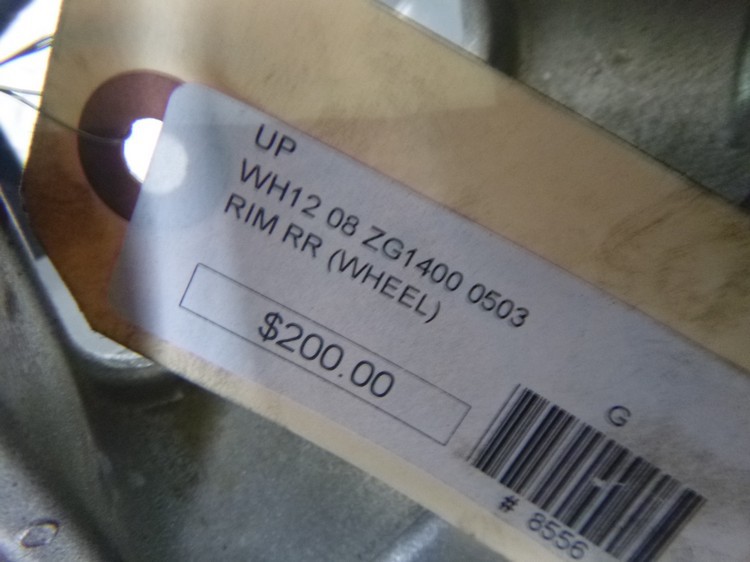 UP
WH12 08 ZG1400 0503
RIM RR (WHEEL)
$200.00
G
# 8556